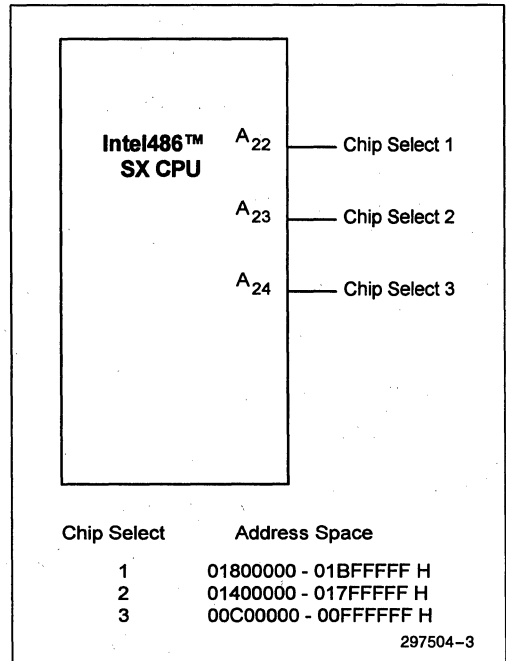 Intel486™
SX CPU
A22 Chip Select 1
A23 Chip Select 2
A24 Chip Select 3
Chip Select Address Space
1 01800000 - 01BFFFFF H
2 01400000 - 017FFFFF H
3 00C00000 - 00FFFFFF H
297504-3